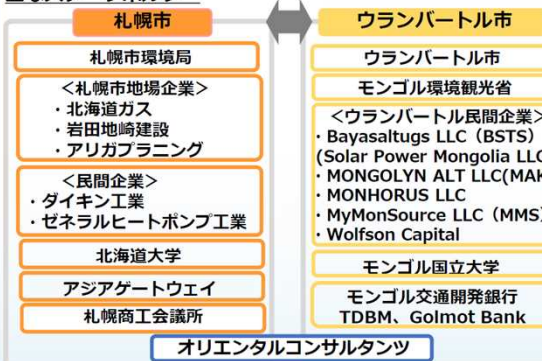 札幌市
札幌市環境局
<札幌市地場企業>
・北海道ガス
・岩田地崎建設
・アリガプラニング
<民間企業>
・ダイキン工業
・ゼネラルヒートポンプ工業
北海道大学
アジアゲートウェイ
札幌商工会議所
ウランバートル市
ウランバートル市
モンゴル環境観光省
<ウランバートル民間企業>
・Bayasaltugs LLC(BSTS)
(Solar Power Mongolia LLC
・MONGOLYN ALT LLC(MAK
・MONHORUS LLC
・MyMonSource LLC(MMS)
・Wolfson Capital
モンゴル国立大学
モンゴル交通開発銀行
TDBM、Golmot Bank
オリエンタルコンサルタンツ